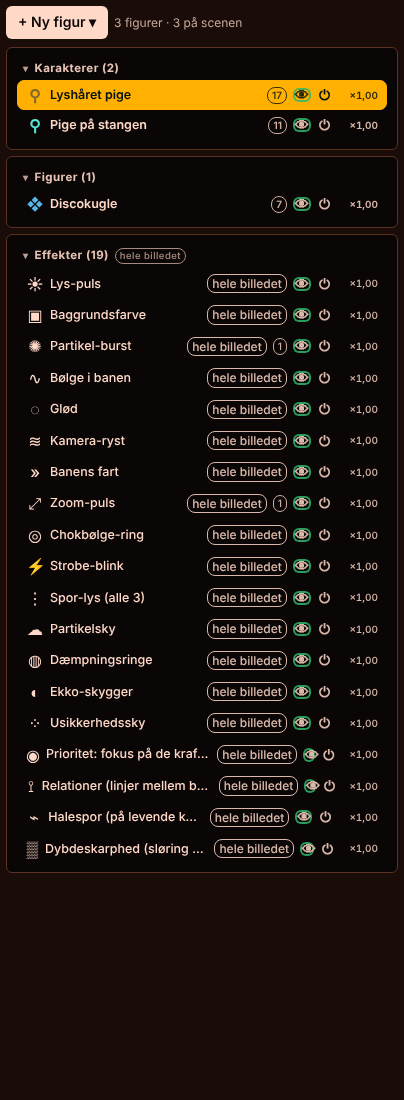 + Ny figur ▾ 3 figurer · 3 på scenen
▾ Karakterer (2)
Lyshåret pige 17 ×1,00
Pige på stangen 11 ×1,00
▾ Figurer (1)
Discokugle 7 ×1,00
▾ Effekter (19) hele billedet
Lys-puls hele billedet ×1,00
Baggrundsfarve hele billedet ×1,00
Partikel-burst hele billedet 1 ×1,00
Bølge i banen hele billedet ×1,00
Glød hele billedet ×1,00
Kamera-ryst hele billedet ×1,00
Banens fart hele billedet ×1,00
Zoom-puls hele billedet 1 ×1,00
Chokbølge-ring hele billedet ×1,00
Strobe-blink hele billedet ×1,00
Spor-lys (alle 3) hele billedet ×1,00
Partikelsky hele billedet ×1,00
Dæmpningsringe hele billedet ×1,00
Ekko-skygger hele billedet ×1,00
Usikkerhedssky hele billedet ×1,00
Prioritet: fokus på de kraf... hele billedet ×1,00
Relationer (linjer mellem b... hele billedet ×1,00
Halespor (på levende k... hele billedet ×1,00
Dybdeskarphed (sløring ... hele billedet ×1,00